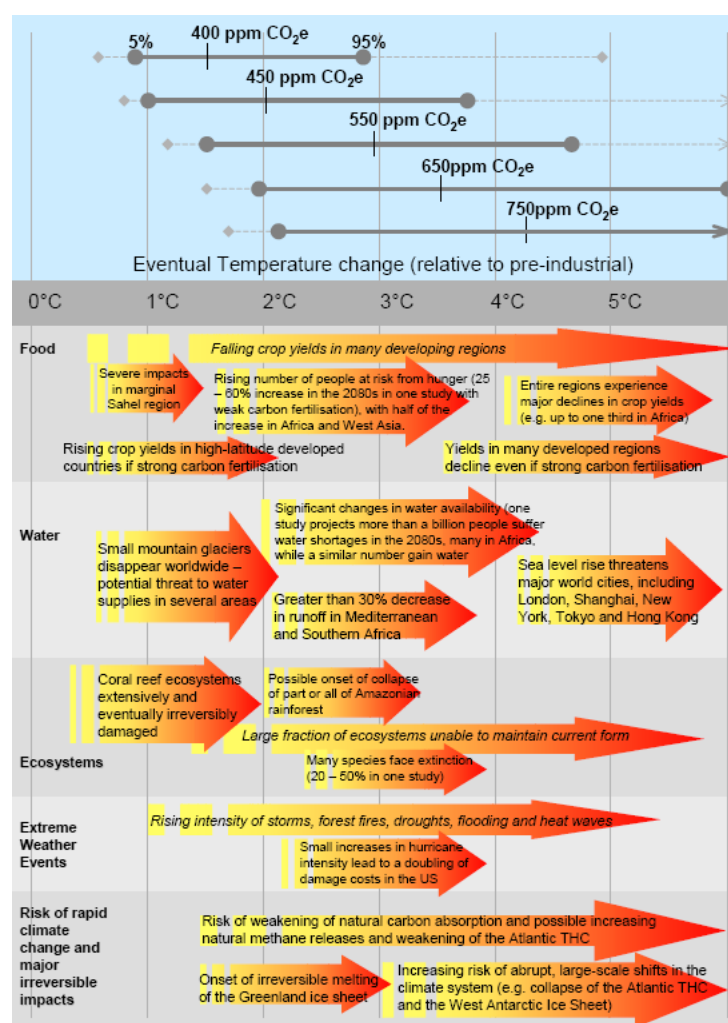 400 ppm CO₂e
5%
95%
450 ppm CO₂e
550 ppm CO₂e
650ppm CO₂e
750ppm CO₂e
Eventual Temperature change (relative to pre-industrial)
0°C 1°C 2°C 3°C 4°C 5°C
Food
Falling crop yields in many developing regions
Severe impacts
in marginal
Sahel region
Rising number of people at risk from hunger (25
– 60% increase in the 2080s in one study with
weak carbon fertilisation), with half of the
increase in Africa and West Asia.
Entire regions experience
major declines in crop yields
(e.g. up to one third in Africa)
Rising crop yields in high-latitude developed
countries if strong carbon fertilisation
Yields in many developed regions
decline even if strong carbon fertilisation
Water
Significant changes in water availability (one
study projects more than a billion people suffer
water shortages in the 2080s, many in Africa,
while a similar number gain water
Small mountain glaciers
disappear worldwide –
potential threat to water
supplies in several areas
Greater than 30% decrease
in runoff in Mediterranean
and Southern Africa
Sea level rise threatens
major world cities, including
London, Shanghai, New
York, Tokyo and Hong Kong
Ecosystems
Coral reef ecosystems
extensively and
eventually irreversibly
damaged
Possible onset of collapse
of part or all of Amazonian
rainforest
Large fraction of ecosystems unable to maintain current form
Many species face extinction
(20 – 50% in one study)
Extreme
Weather
Events
Rising intensity of storms, forest fires, droughts, flooding and heat waves
Small increases in hurricane
intensity lead to a doubling of
damage costs in the US
Risk of rapid
climate
change and
major
irreversible
impacts
Risk of weakening of natural carbon absorption and possible increasing
natural methane releases and weakening of the Atlantic THC
Onset of irreversible melting
of the Greenland ice sheet
Increasing risk of abrupt, large-scale shifts in the
climate system (e.g. collapse of the Atlantic THC
and the West Antarctic Ice Sheet)